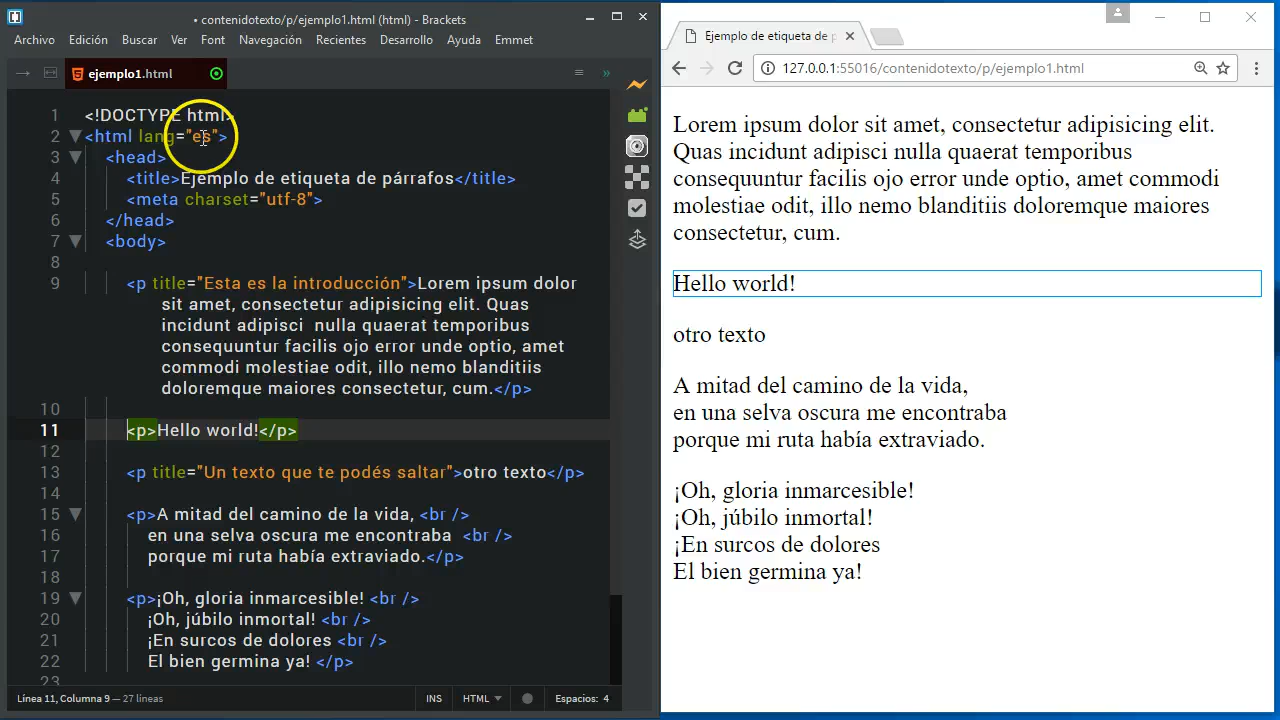 • contenidotexto/p/ejemplo1.html (html) - Brackets
Archivo Edición Buscar Ver Font Navegación Recientes Desarrollo Ayuda Emmet
ejemplo1.html
1 <!DOCTYPE html>
2 <html lang="es">
3 <head>
4 <title>Ejemplo de etiqueta de párrafos</title>
5 <meta charset="utf-8">
6 </head>
7 <body>
8
9 <p title="Esta es la introducción">Lorem ipsum dolor
sit amet, consectetur adipisicing elit. Quas
incidunt adipisci  nulla quaerat temporibus
consequuntur facilis ojo error unde optio, amet
commodi molestiae odit, illo nemo blanditiis
doloremque maiores consectetur, cum.</p>
10
11 <p>Hello world!</p>
12
13 <p title="Un texto que te podés saltar">otro texto</p>
14
15 <p>A mitad del camino de la vida, <br />
16 en una selva oscura me encontraba  <br />
17 porque mi ruta había extraviado.</p>
18
19 <p>¡Oh, gloria inmarcesible! <br />
20 ¡Oh, júbilo inmortal! <br />
21 ¡En surcos de dolores <br />
22 El bien germina ya! </p>
23
Línea 11, Columna 9 — 27 líneas INS HTML Espacios: 4
Ejemplo de etiqueta de p
127.0.0.1:55016/contenidotexto/p/ejemplo1.html
Lorem ipsum dolor sit amet, consectetur adipisicing elit.
Quas incidunt adipisci nulla quaerat temporibus
consequuntur facilis ojo error unde optio, amet commodi
molestiae odit, illo nemo blanditiis doloremque maiores
consectetur, cum.
Hello world!
otro texto
A mitad del camino de la vida,
en una selva oscura me encontraba
porque mi ruta había extraviado.
¡Oh, gloria inmarcesible!
¡Oh, júbilo inmortal!
¡En surcos de dolores
El bien germina ya!